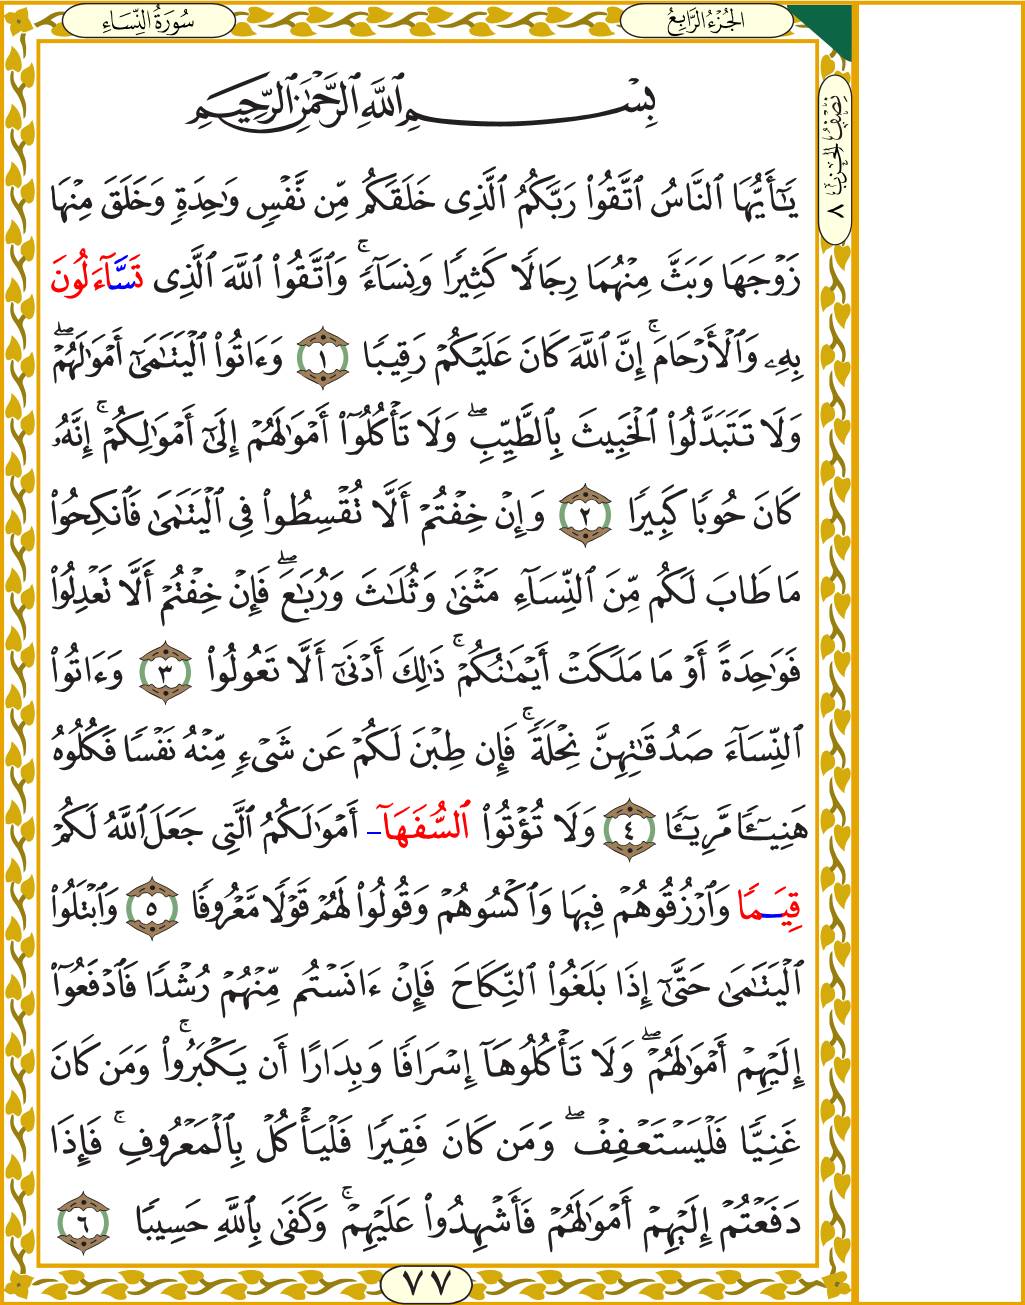 سُورَةُ النِّسَاءِ
الجُزْءُ الرَّابِعُ
نِصْفُ الحِزْبِ ٨
بِسْمِ ٱللَّهِ ٱلرَّحْمَٰنِ ٱلرَّحِيمِ
يَٰٓأَيُّهَا ٱلنَّاسُ ٱتَّقُوا۟ رَبَّكُمُ ٱلَّذِى خَلَقَكُم مِّن نَّفْسٍ وَٰحِدَةٍ وَخَلَقَ مِنْهَا
زَوْجَهَا وَبَثَّ مِنْهُمَا رِجَالًا كَثِيرًا وَنِسَآءً ۚ وَٱتَّقُوا۟ ٱللَّهَ ٱلَّذِى تَسَّآءَلُونَ
بِهِۦ وَٱلْأَرْحَامَ ۚ إِنَّ ٱللَّهَ كَانَ عَلَيْكُمْ رَقِيبًا ١ وَءَاتُوا۟ ٱلْيَتَٰمَىٰٓ أَمْوَٰلَهُمْ ۖ
وَلَا تَتَبَدَّلُوا۟ ٱلْخَبِيثَ بِٱلطَّيِّبِ ۖ وَلَا تَأْكُلُوٓا۟ أَمْوَٰلَهُمْ إِلَىٰٓ أَمْوَٰلِكُمْ ۚ إِنَّهُۥ
كَانَ حُوبًا كَبِيرًا ٢ وَإِنْ خِفْتُمْ أَلَّا تُقْسِطُوا۟ فِى ٱلْيَتَٰمَىٰ فَٱنكِحُوا۟
مَا طَابَ لَكُم مِّنَ ٱلنِّسَآءِ مَثْنَىٰ وَثُلَٰثَ وَرُبَٰعَ ۖ فَإِنْ خِفْتُمْ أَلَّا تَعْدِلُوا۟
فَوَٰحِدَةً أَوْ مَا مَلَكَتْ أَيْمَٰنُكُمْ ۚ ذَٰلِكَ أَدْنَىٰٓ أَلَّا تَعُولُوا۟ ٣ وَءَاتُوا۟
ٱلنِّسَآءَ صَدُقَٰتِهِنَّ نِحْلَةً ۚ فَإِن طِبْنَ لَكُمْ عَن شَىْءٍ مِّنْهُ نَفْسًا فَكُلُوهُ
هَنِيٓـًٔا مَّرِيٓـًٔا ٤ وَلَا تُؤْتُوا۟ ٱلسُّفَهَآ أَمْوَٰلَكُمُ ٱلَّتِى جَعَلَ ٱللَّهُ لَكُمْ
قِيَمًا وَٱرْزُقُوهُمْ فِيهَا وَٱكْسُوهُمْ وَقُولُوا۟ لَهُمْ قَوْلًا مَّعْرُوفًا ٥ وَٱبْتَلُوا۟
ٱلْيَتَٰمَىٰ حَتَّىٰٓ إِذَا بَلَغُوا۟ ٱلنِّكَاحَ فَإِنْ ءَانَسْتُم مِّنْهُمْ رُشْدًا فَٱدْفَعُوٓا۟
إِلَيْهِمْ أَمْوَٰلَهُمْ ۖ وَلَا تَأْكُلُوهَآ إِسْرَافًا وَبِدَارًا أَن يَكْبَرُوا۟ ۚ وَمَن كَانَ
غَنِيًّا فَلْيَسْتَعْفِفْ ۖ وَمَن كَانَ فَقِيرًا فَلْيَأْكُلْ بِٱلْمَعْرُوفِ ۚ فَإِذَا
دَفَعْتُمْ إِلَيْهِمْ أَمْوَٰلَهُمْ فَأَشْهِدُوا۟ عَلَيْهِمْ ۚ وَكَفَىٰ بِٱللَّهِ حَسِيبًا ٦
٧٧